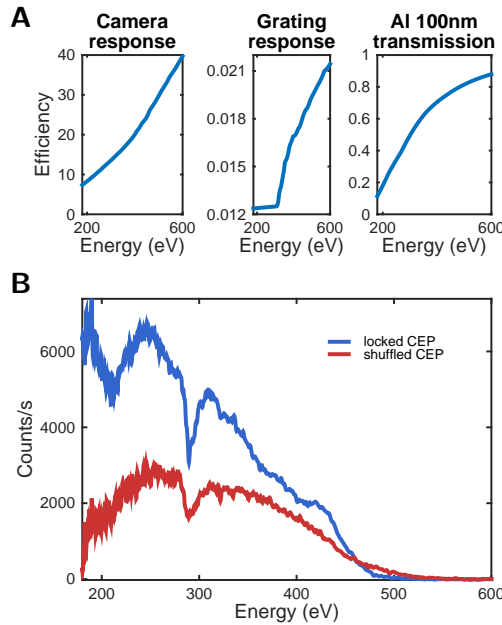 A
Camera
response
Grating
response
Al 100nm
transmission
Efficiency
40
30
20
10
0
200
600
Energy (eV)
0.021
0.018
0.015
0.012
200
600
Energy (eV)
1
0.8
0.6
0.4
0.2
0
200
600
Energy (eV)
B
locked CEP
shuffled CEP
Counts/s
6000
4000
2000
0
200
300
400
500
600
Energy (eV)